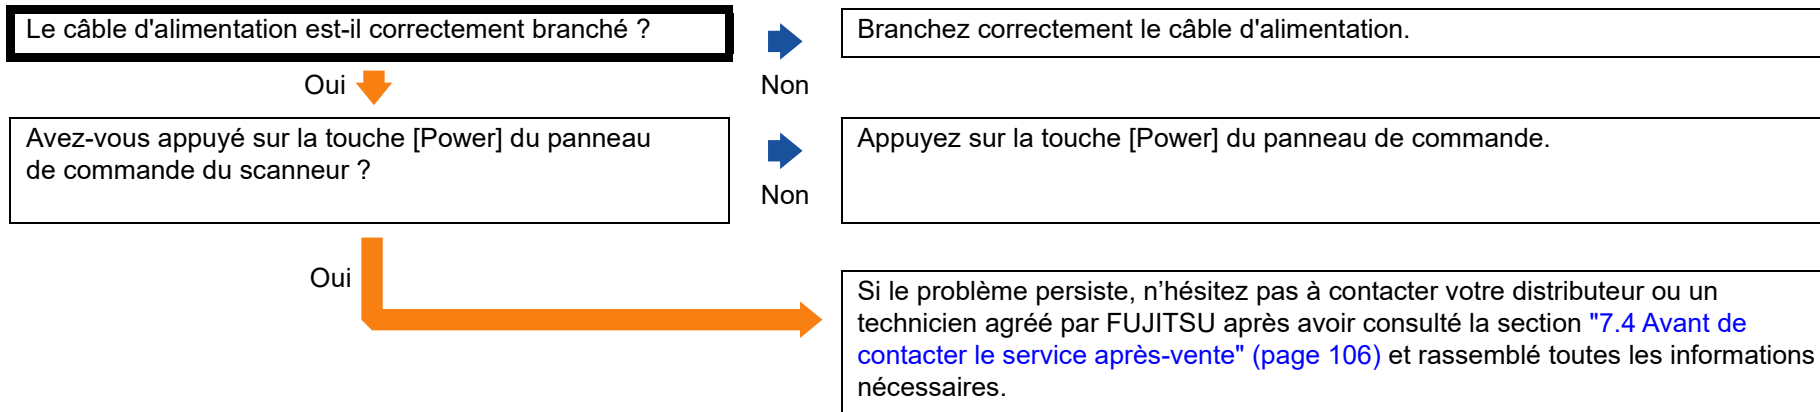 Le câble d'alimentation est-il correctement branché ?
Non
Branchez correctement le câble d'alimentation.
Oui
Avez-vous appuyé sur la touche [Power] du panneau
de commande du scanneur ?
Non
Appuyez sur la touche [Power] du panneau de commande.
Oui
Si le problème persiste, n’hésitez pas à contacter votre distributeur ou un
technicien agréé par FUJITSU après avoir consulté la section "7.4 Avant de
contacter le service après-vente" (page 106) et rassemblé toutes les informations
nécessaires.